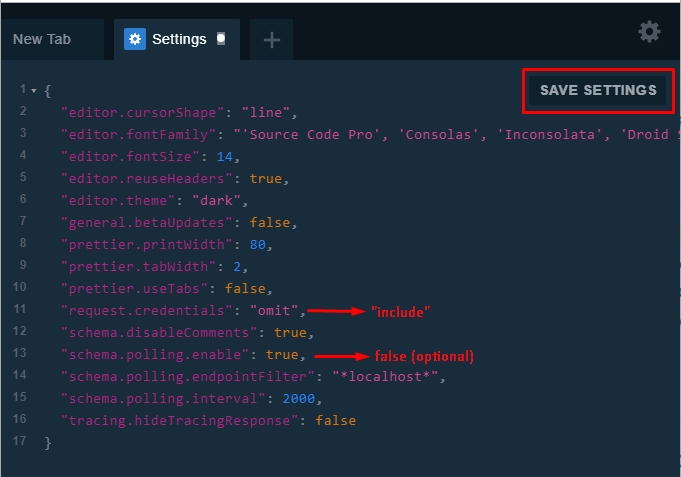 New Tab
Settings
SAVE SETTINGS
1 {
2 "editor.cursorShape": "line",
3 "editor.fontFamily": "'Source Code Pro', 'Consolas', 'Inconsolata', 'Droid
4 "editor.fontSize": 14,
5 "editor.reuseHeaders": true,
6 "editor.theme": "dark",
7 "general.betaUpdates": false,
8 "prettier.printWidth": 80,
9 "prettier.tabWidth": 2,
10 "prettier.useTabs": false,
11 "request.credentials": "omit", "include"
12 "schema.disableComments": true,
13 "schema.polling.enable": true, false (optional)
14 "schema.polling.endpointFilter": "*localhost*",
15 "schema.polling.interval": 2000,
16 "tracing.hideTracingResponse": false
17 }